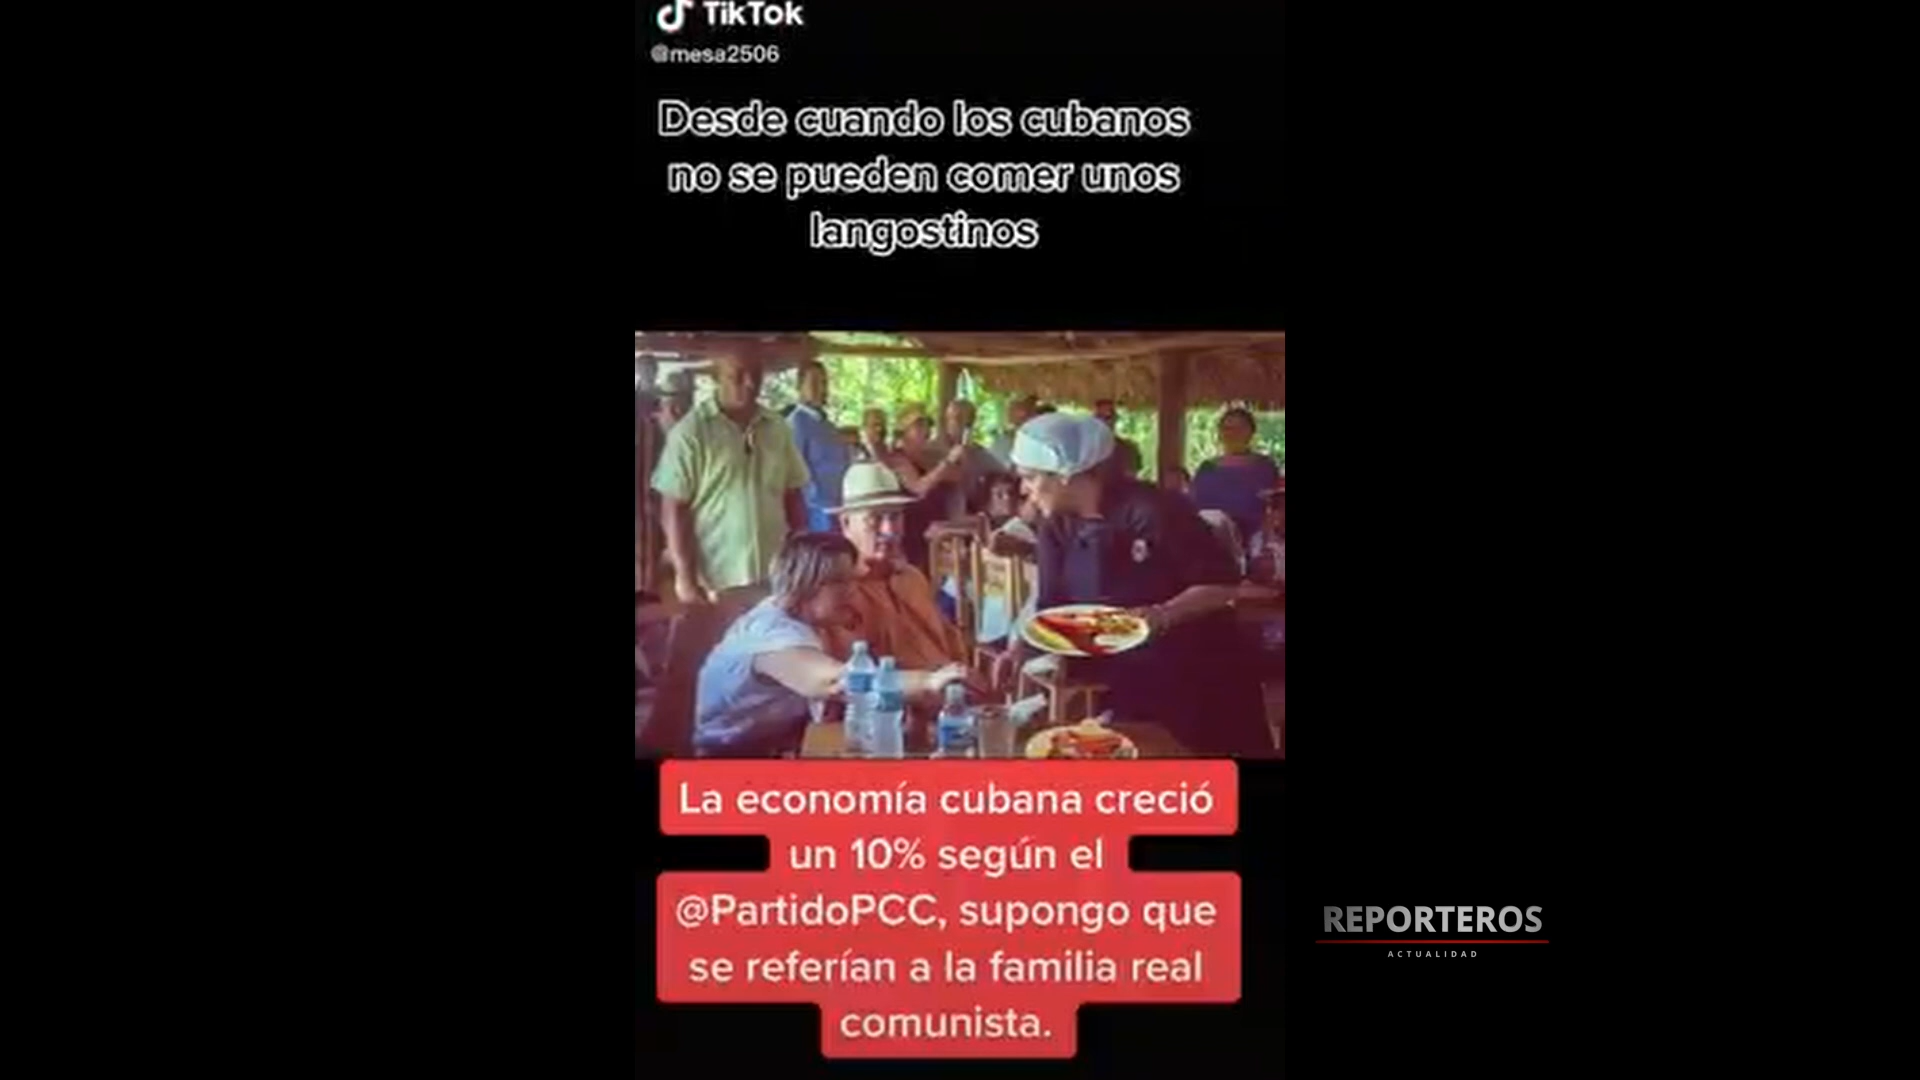 TikTok
@mesa2506
Desde cuando los cubanos
no se pueden comer unos
langostinos
La economía cubana creció
un 10% según el
@PartidoPCC, supongo que
se referían a la familia real
comunista.
REPORTEROS
ACTUALIDAD